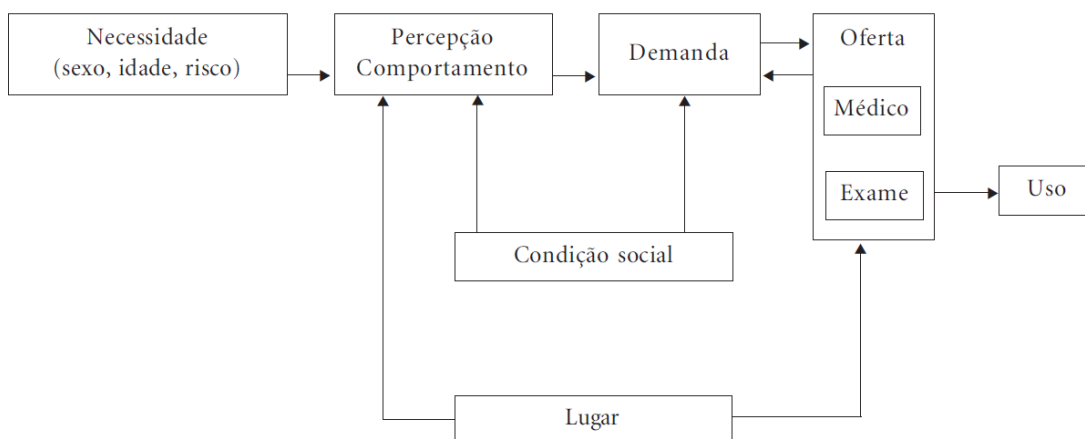 Necessidade
(sexo, idade, risco)
Percepção
Comportamento
Demanda
Oferta
Médico
Exame
Uso
Condição social
Lugar